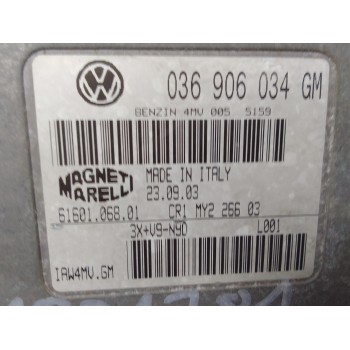 036 906 034 GM
BENZIN 4MV 005 5159
MAGNETI
MARELLI
MADE IN ITALY
23.09.03
61601.068.01 CR1 MY2 266 03
3X+V9-N9D L001
IAW4MV.GM